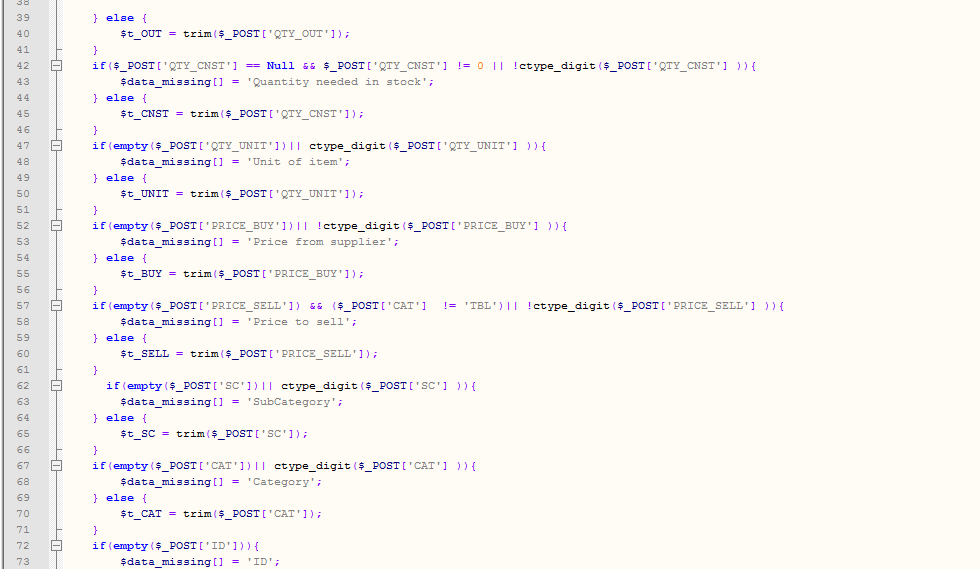 38
39 } else {
40 $t_OUT = trim($_POST['QTY_OUT']);
41 }
42 if($_POST['QTY_CNST'] == Null && $_POST['QTY_CNST'] != 0 || !ctype_digit($_POST['QTY_CNST'] )){
43 $data_missing[] = 'Quantity needed in stock';
44 } else {
45 $t_CNST = trim($_POST['QTY_CNST']);
46 }
47 if(empty($_POST['QTY_UNIT'])|| ctype_digit($_POST['QTY_UNIT'] )){
48 $data_missing[] = 'Unit of item';
49 } else {
50 $t_UNIT = trim($_POST['QTY_UNIT']);
51 }
52 if(empty($_POST['PRICE_BUY'])|| !ctype_digit($_POST['PRICE_BUY'] )){
53 $data_missing[] = 'Price from supplier';
54 } else {
55 $t_BUY = trim($_POST['PRICE_BUY']);
56 }
57 if(empty($_POST['PRICE_SELL']) && ($_POST['CAT']  != 'TBL')|| !ctype_digit($_POST['PRICE_SELL'] )){
58 $data_missing[] = 'Price to sell';
59 } else {
60 $t_SELL = trim($_POST['PRICE_SELL']);
61 }
62 if(empty($_POST['SC'])|| ctype_digit($_POST['SC'] )){
63 $data_missing[] = 'SubCategory';
64 } else {
65 $t_SC = trim($_POST['SC']);
66 }
67 if(empty($_POST['CAT'])|| ctype_digit($_POST['CAT'] )){
68 $data_missing[] = 'Category';
69 } else {
70 $t_CAT = trim($_POST['CAT']);
71 }
72 if(empty($_POST['ID'])){
73 $data_missing[] = 'ID';